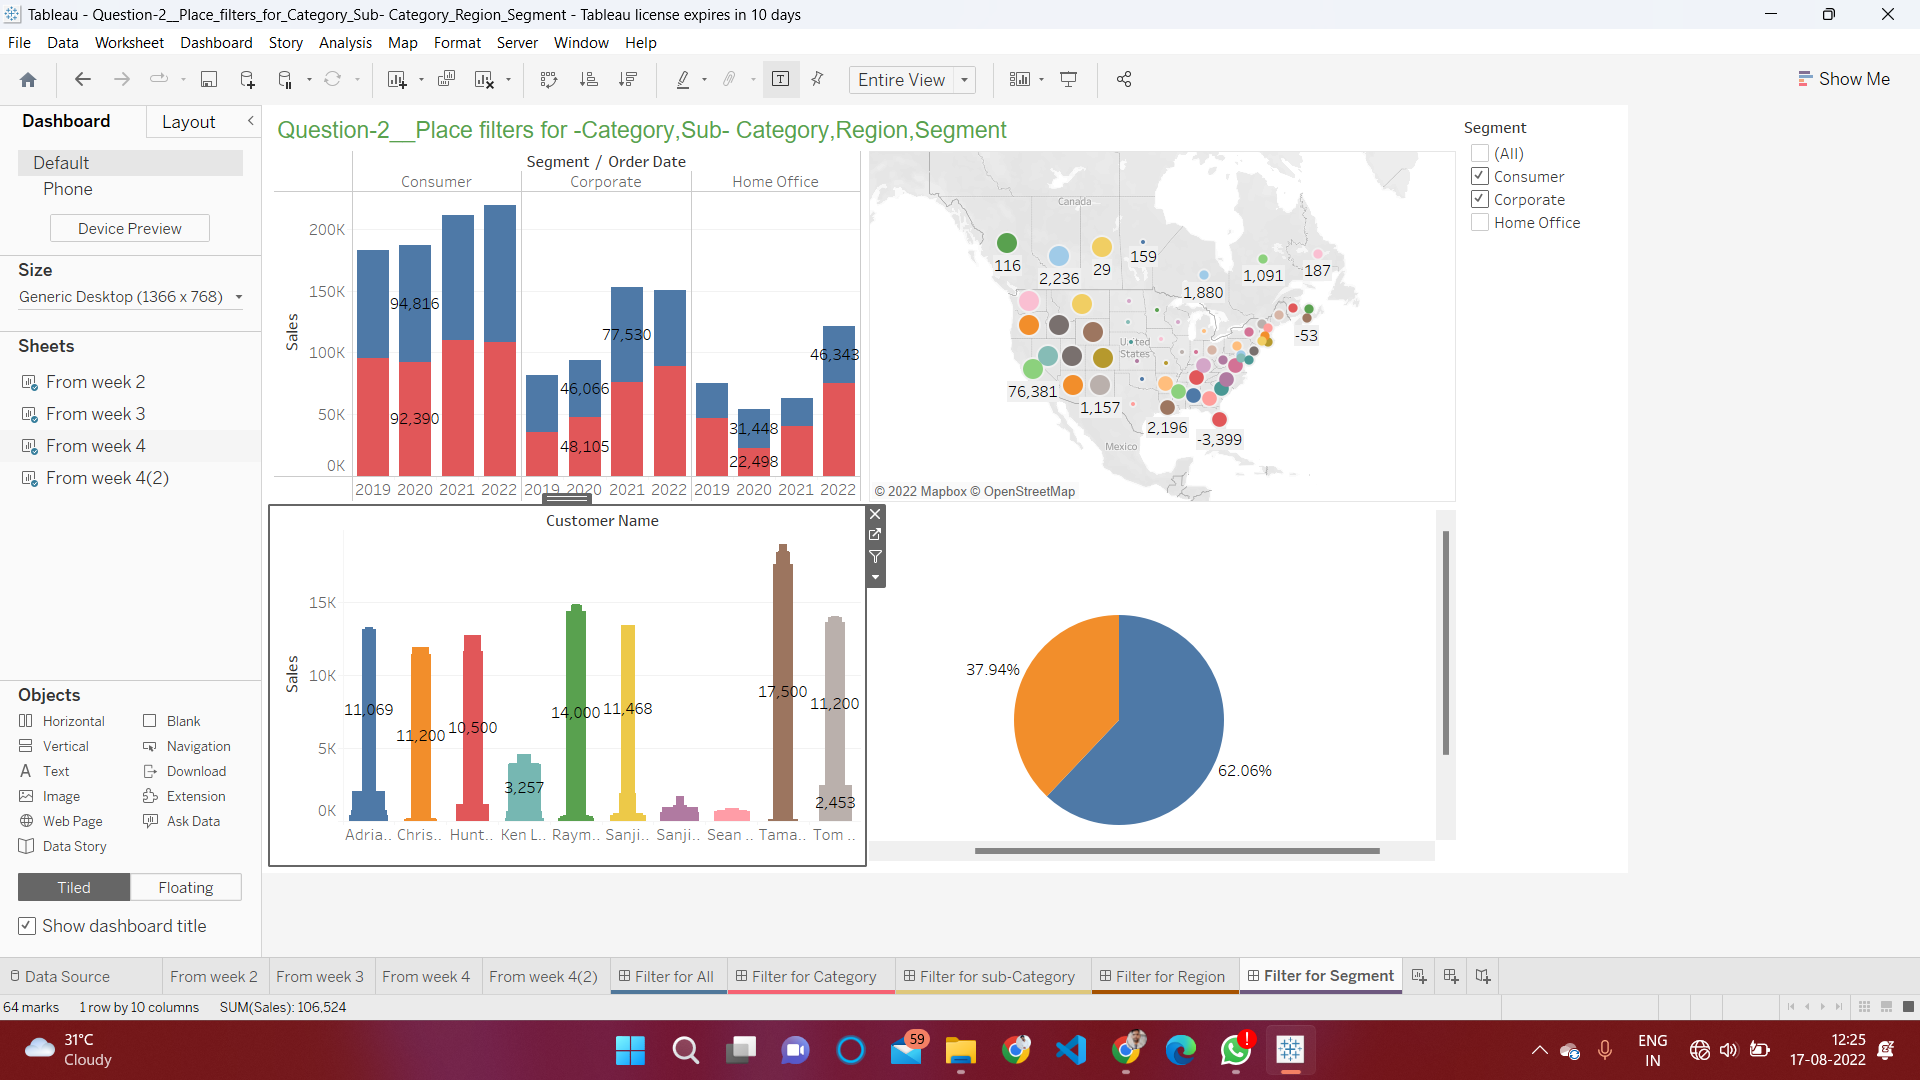 Tableau - Question-2__Place_filters_for_Category_Sub- Category_Region_Segment - Tableau license expires in 10 days
File Data Worksheet Dashboard Story Analysis Map Format Server Window Help
Entire View
Show Me
Dashboard Layout
Default
Phone
Device Preview
Size
Generic Desktop (1366 x 768)
Sheets
From week 2
From week 3
From week 4
From week 4(2)
Objects
Horizontal Blank
Vertical Navigation
Text Download
Image Extension
Web Page Ask Data
Data Story
Tiled Floating
Show dashboard title
Question-2__Place filters for -Category,Sub- Category,Region,Segment
Segment / Order Date
Consumer Corporate Home Office
Sales
200K
150K
100K
50K
0K
94,816
92,390
46,066
48,105
77,530
31,448
22,498
46,343
2019 2020 2021 2022 2019 2020 2021 2022 2019 2020 2021 2022
Canada
United States
Mexico
116
2,236
29
159
1,880
1,091
187
-53
76,381
1,157
2,196
-3,399
© 2022 Mapbox © OpenStreetMap
Segment
(All)
Consumer
Corporate
Home Office
Customer Name
Sales
15K
10K
5K
0K
11,069
11,200
10,500
3,257
14,000
11,468
17,500
11,200
2,453
Adria.. Chris.. Hunt.. Ken L.. Raym.. Sanji.. Sanji.. Sean .. Tama.. Tom ..
37.94%
62.06%
Data Source From week 2 From week 3 From week 4 From week 4(2) Filter for All Filter for Category Filter for sub-Category Filter for Region Filter for Segment
64 marks 1 row by 10 columns SUM(Sales): 106,524
31°C
Cloudy
59
ENG
IN
12:25
17-08-2022